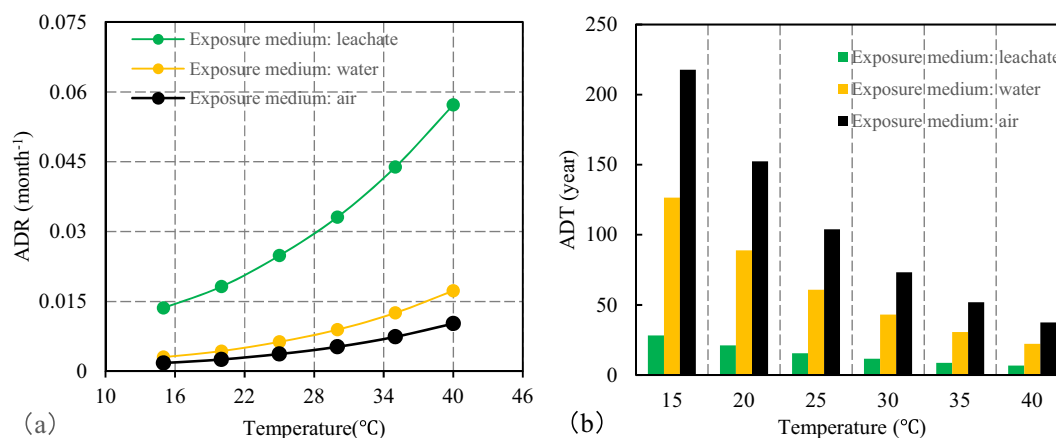 0.075
0.06
0.045
0.03
0.015
0
ADR (month⁻¹)
Exposure medium: leachate
Exposure medium: water
Exposure medium: air
10 16 22 28 34 40 46
Temperature(℃)
(a)
250
200
150
100
50
0
ADT (year)
Exposure medium: leachate
Exposure medium: water
Exposure medium: air
15 20 25 30 35 40
Temperature (℃)
(b)